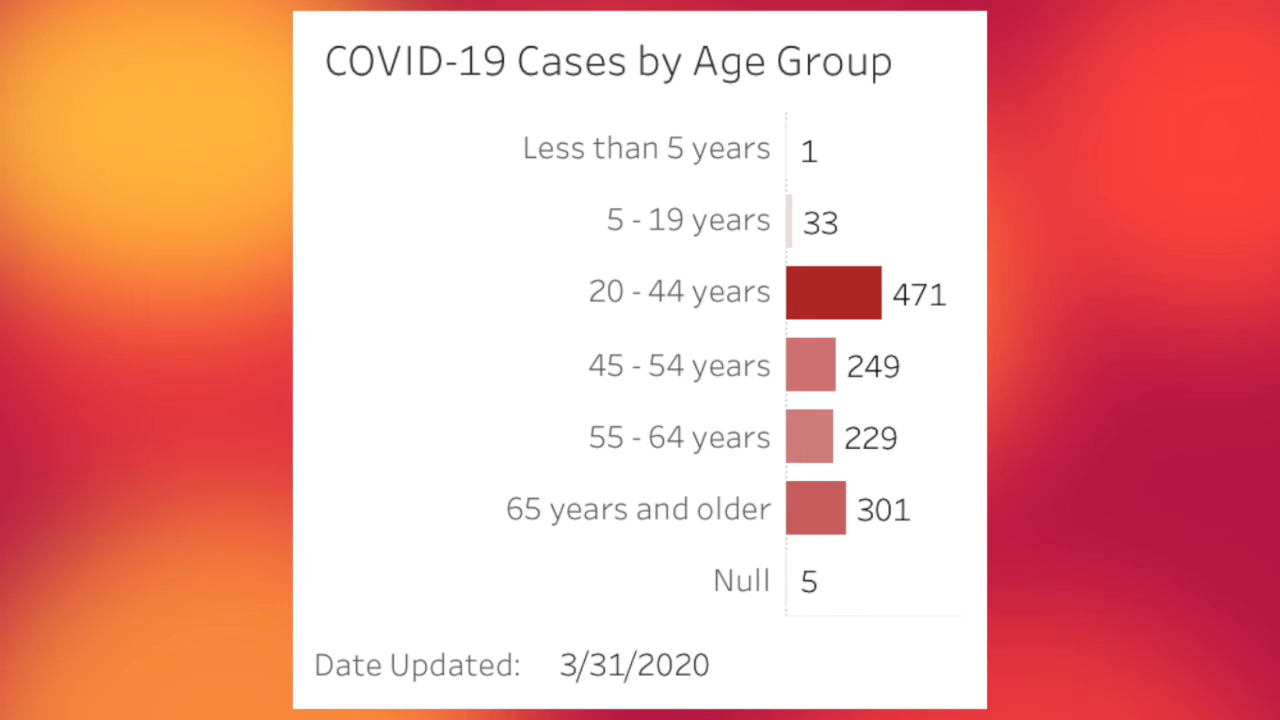 COVID-19 Cases by Age Group
Less than 5 years 1
5 - 19 years 33
20 - 44 years 471
45 - 54 years 249
55 - 64 years 229
65 years and older 301
Null 5
Date Updated: 3/31/2020